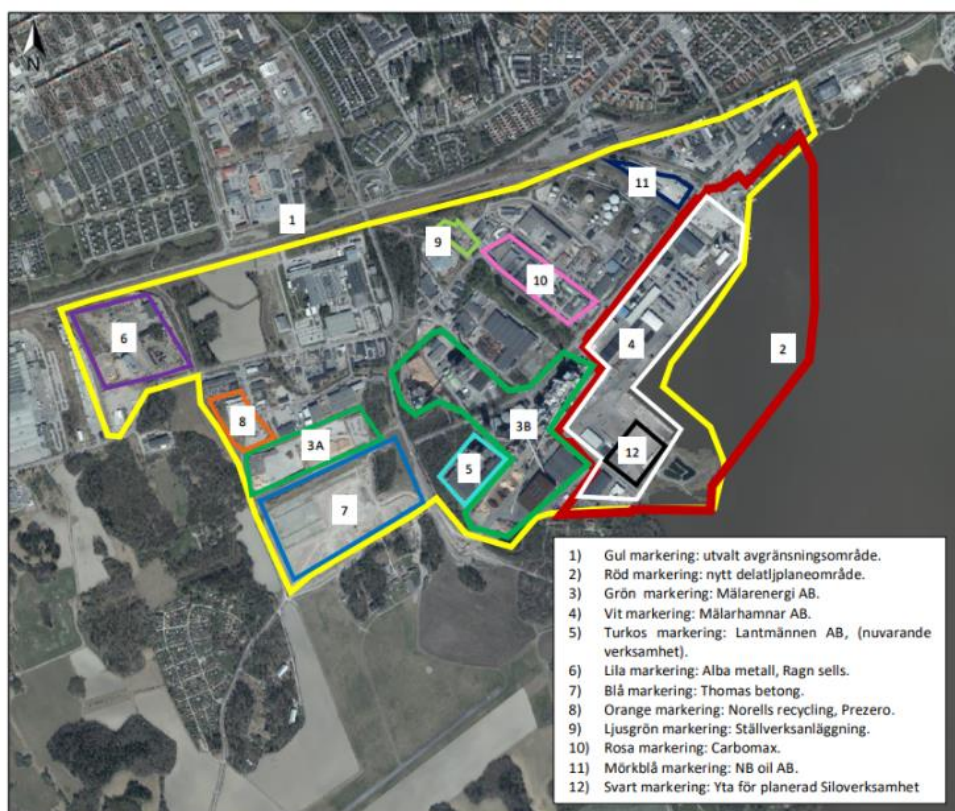 N
1
11
9
10
6
4
2
8
3A
3B
12
5
7
1) Gul markering: utvalt avgränsningsområde.
2) Röd markering: nytt delatljplaneområde.
3) Grön markering: Mälarenergi AB.
4) Vit markering: Mälarhamnar AB.
5) Turkos markering: Lantmännen AB, (nuvarande
verksamhet).
6) Lila markering: Alba metall, Ragn sells.
7) Blå markering: Thomas betong.
8) Orange markering: Norells recycling, Prezero.
9) Ljusgrön markering: Ställverksanläggning.
10) Rosa markering: Carbomax.
11) Mörkblå markering: NB oil AB.
12) Svart markering: Yta för planerad Siloverksamhet